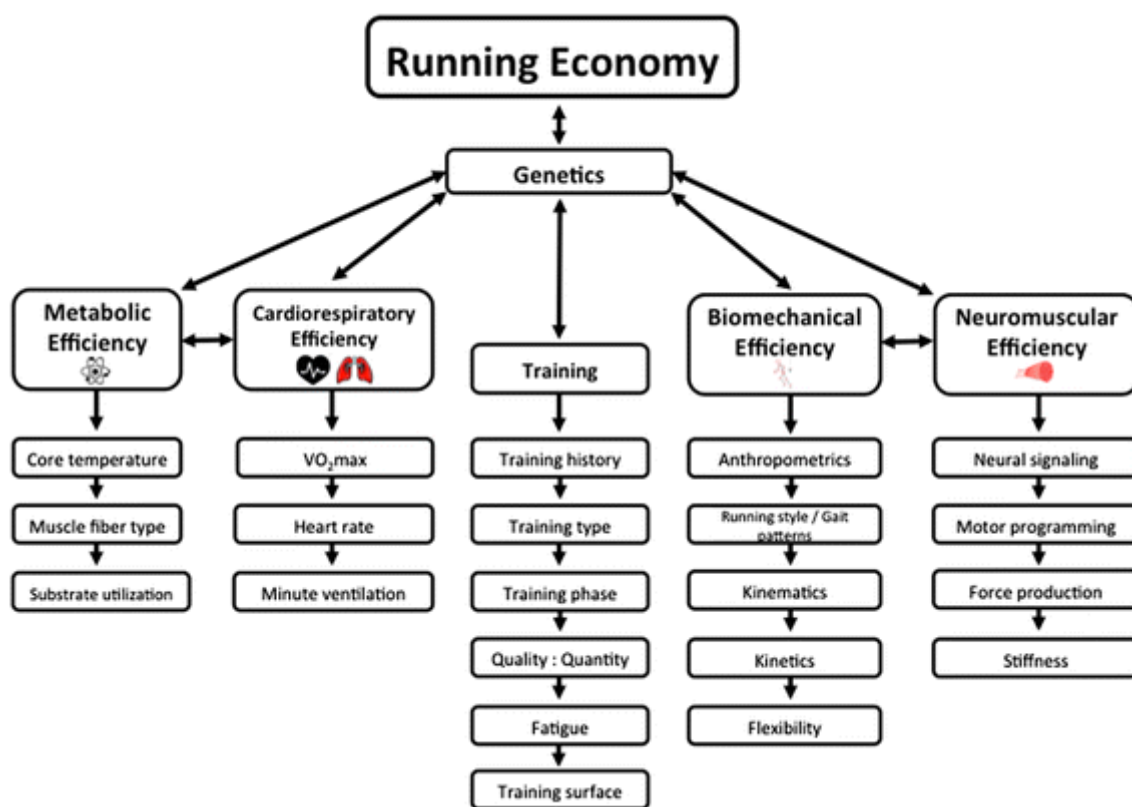 Running Economy
Genetics
Metabolic
Efficiency
Cardiorespiratory
Efficiency
Training
Biomechanical
Efficiency
Neuromuscular
Efficiency
Core temperature
Muscle fiber type
Substrate utilization
VO₂max
Heart rate
Minute ventilation
Training history
Training type
Training phase
Quality : Quantity
Fatigue
Training surface
Anthropometrics
Running style / Gait
patterns
Kinematics
Kinetics
Flexibility
Neural signaling
Motor programming
Force production
Stiffness